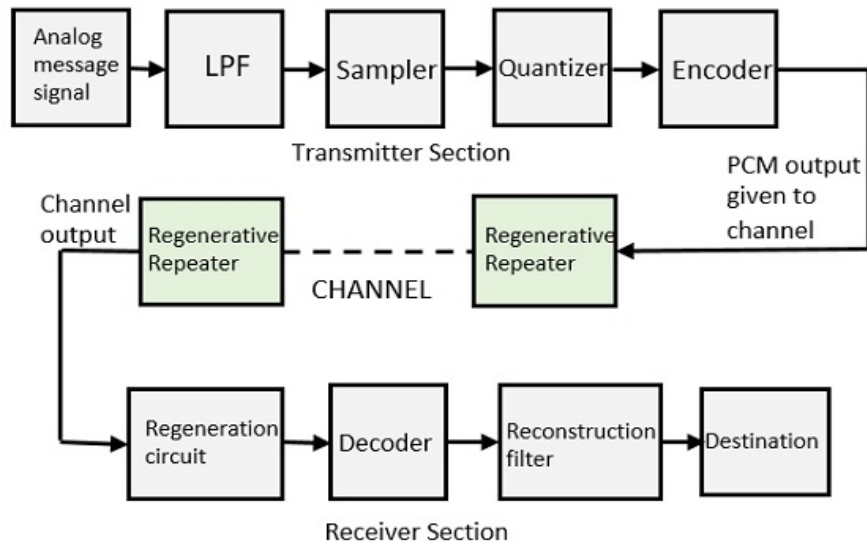 Analog
message
signal
LPF
Sampler
Quantizer
Encoder
Transmitter Section
PCM output
given to
channel
Channel
output
Regenerative
Repeater
CHANNEL
Regenerative
Repeater
Regeneration
circuit
Decoder
Reconstruction
filter
Destination
Receiver Section